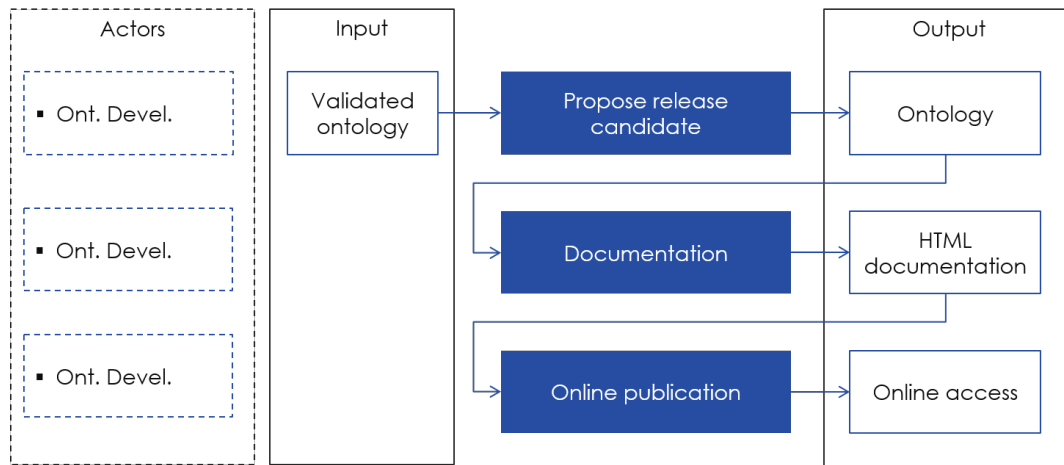 Actors
Input
Output
▪ Ont. Devel.
Validated
ontology
Propose release
candidate
Ontology
▪ Ont. Devel.
Documentation
HTML
documentation
▪ Ont. Devel.
Online publication
Online access